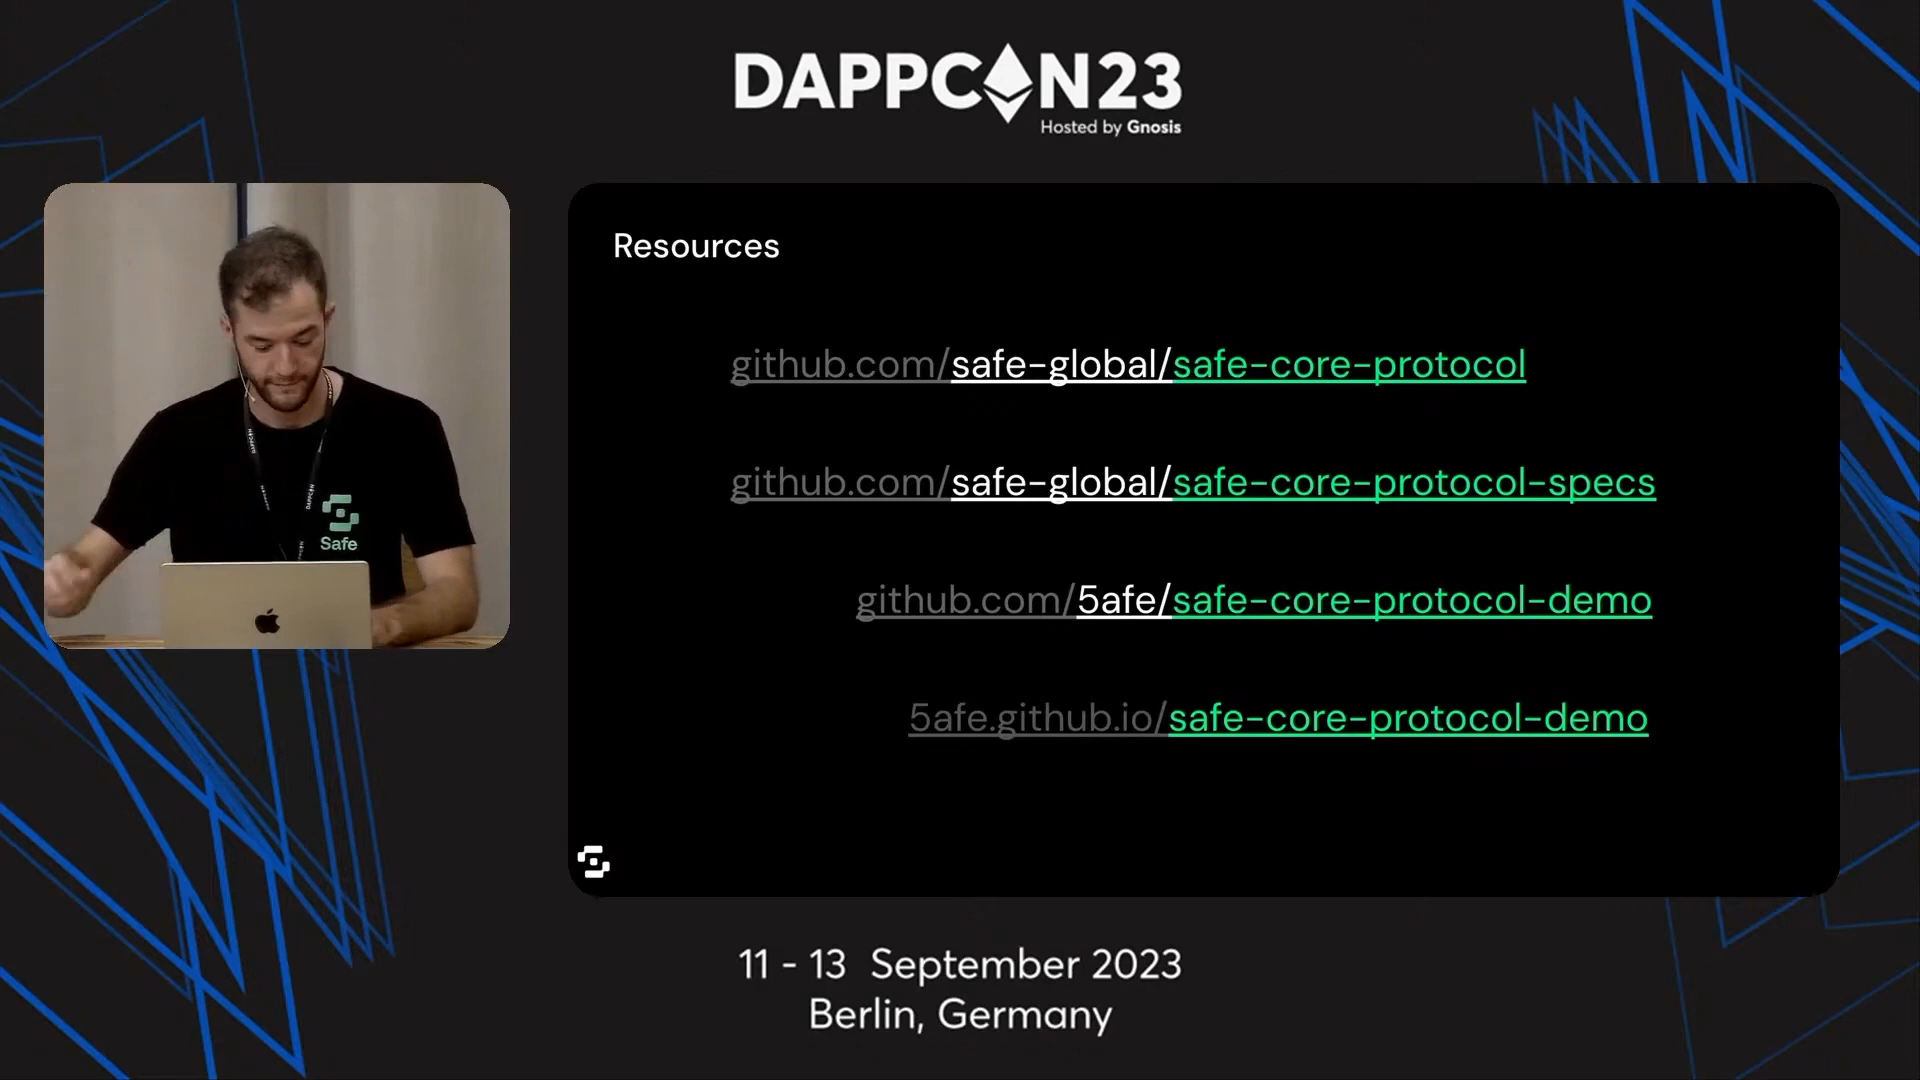 DAPPCON23
Hosted by Gnosis
Resources
github.com/safe-global/safe-core-protocol
github.com/safe-global/safe-core-protocol-specs
github.com/5afe/safe-core-protocol-demo
5afe.github.io/safe-core-protocol-demo
Safe
11 - 13 September 2023
Berlin, Germany